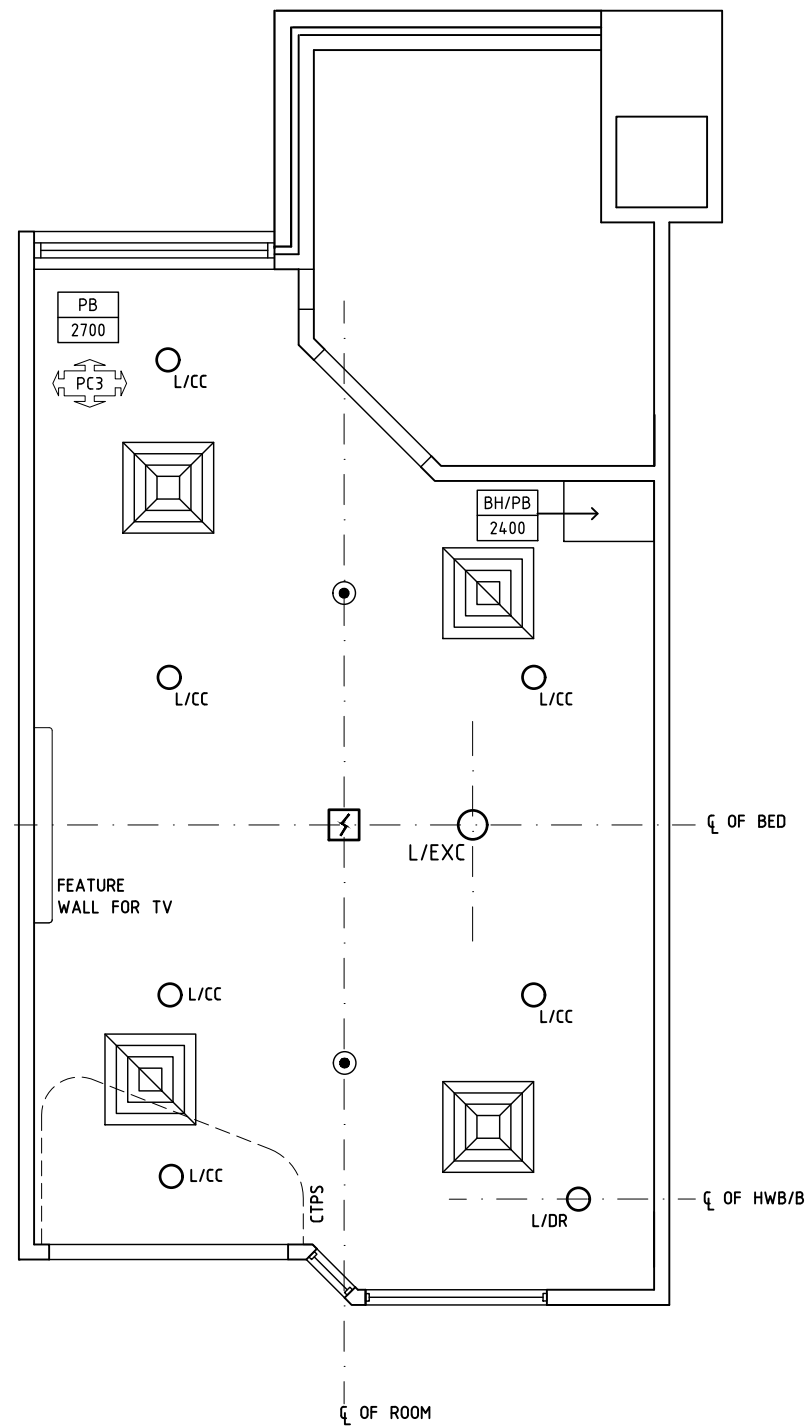 PB
2700
PC3
L/CC
BH/PB
2400
L/CC
L/CC
℄ OF BED
L/EXC
FEATURE
WALL FOR TV
L/CC
L/CC
L/CC
CTPS
℄ OF HWB/B
L/DR
℄ OF ROOM